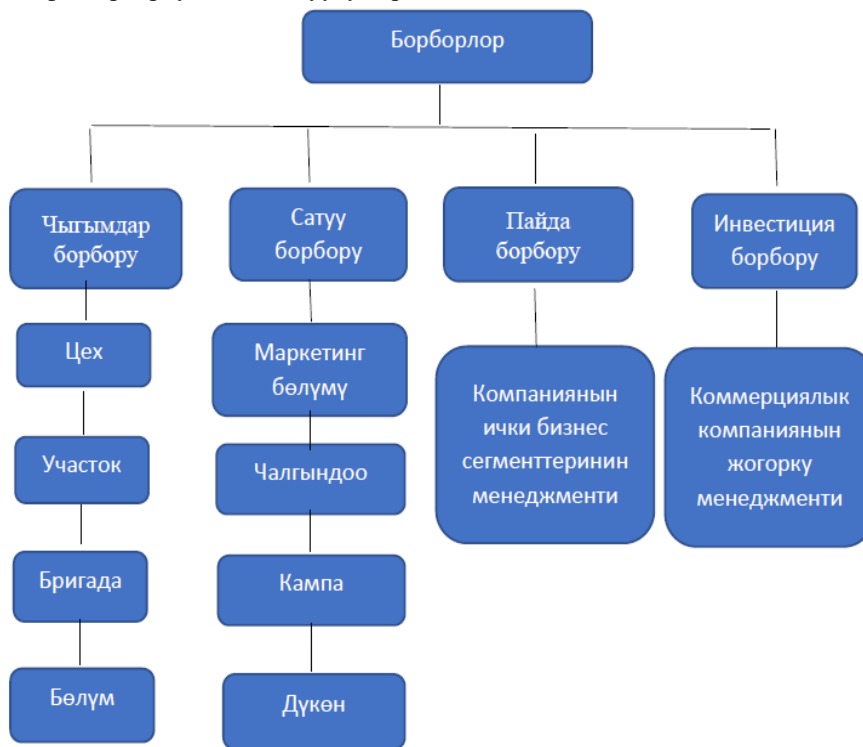 Борборлор
Чыгымдар
борбору
Сатуу
борбору
Пайда
борбору
Инвестиция
борбору
Цех
Участок
Бригада
Бөлүм
Маркетинг
бөлүмү
Чалгындоо
Кампа
Дүкөн
Компаниянын
ички бизнес
сегменттеринин
менеджменти
Коммерциялык
компаниянын
жогорку
менеджменти